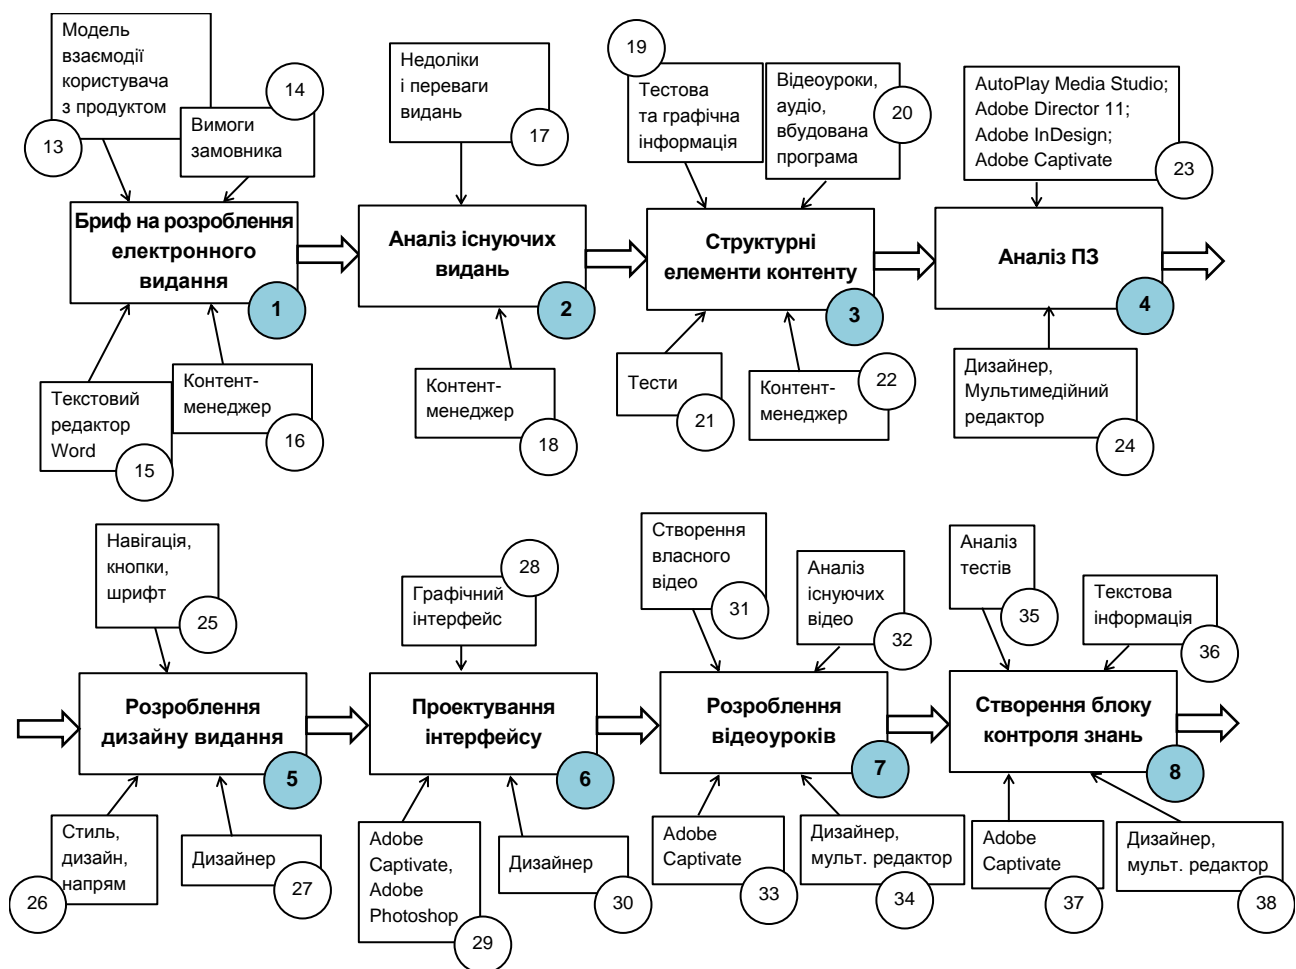 Модель
взаємодії
користувача
з продуктом
13
14
Вимоги
замовника
Недоліки
і переваги
видань
17
19
Тестова
та графічна
інформація
Відеоуроки,
аудіо,
вбудована
програма
20
AutoPlay Media Studio;
Adobe Director 11;
Adobe InDesign;
Adobe Captivate
23
Бриф на розроблення
електронного
видання
1
Аналіз існуючих
видань
2
Структурні
елементи контенту
3
Аналіз ПЗ
4
Текстовий
редактор
Word
15
Контент-
менеджер
16
Контент-
менеджер
18
Тести
21
Контент-
менеджер
22
Дизайнер,
Мультимедійний
редактор
24
Навігація,
кнопки,
шрифт
25
28
Графічний
інтерфейс
Створення
власного
відео
31
Аналіз
існуючих
відео
32
Аналіз
тестів
35
Текстова
інформація
36
Розроблення
дизайну видання
5
Проектування
інтерфейсу
6
Розроблення
відеоуроків
7
Створення блоку
контроля знань
8
Стиль,
дизайн,
напрям
26
Дизайнер
27
Adobe
Captivate,
Adobe
Photoshop
29
Дизайнер
30
Adobe
Captivate
33
Дизайнер,
мульт. редактор
34
Adobe
Captivate
37
Дизайнер,
мульт. редактор
38